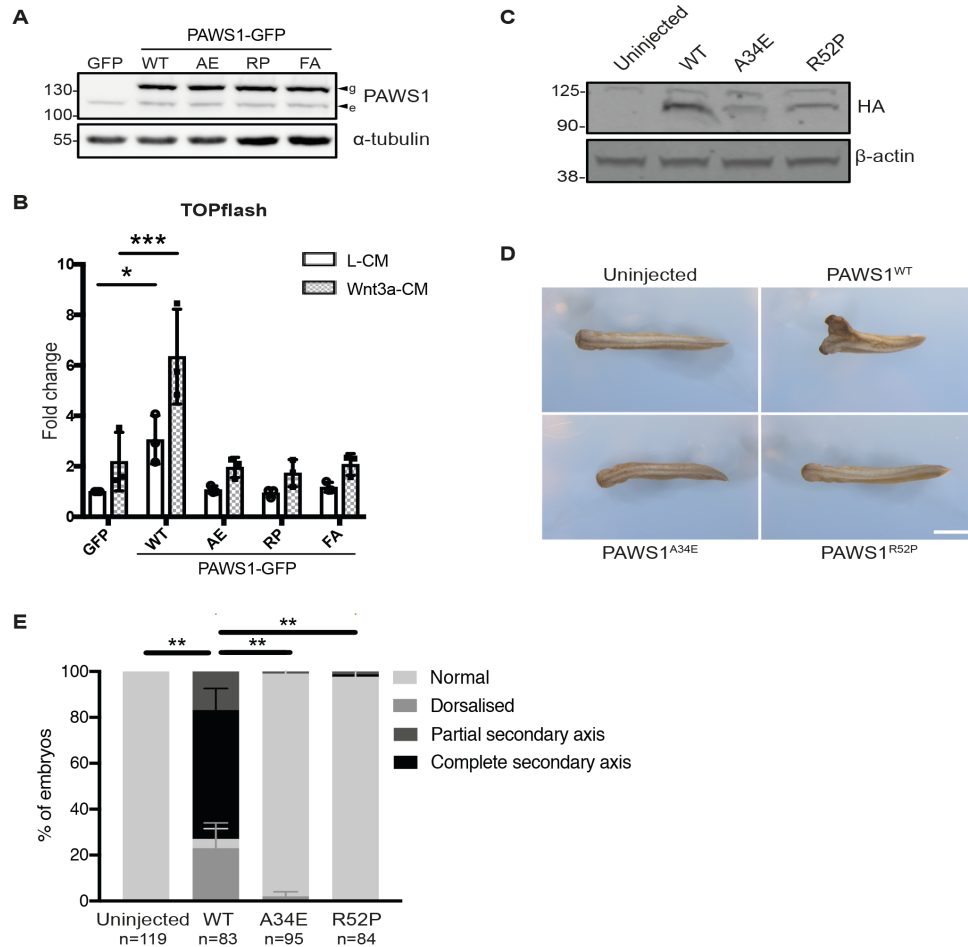 A
PAWS1-GFP
GFP WT AE RP FA
130-
100-
g
e
PAWS1
55-
α-tubulin
B
TOPflash
***
*
L-CM
Wnt3a-CM
Fold change
10
8
6
4
2
0
GFP WT AE RP FA
PAWS1-GFP
C
Uninjected WT A34E R52P
125-
90-
HA
38-
β-actin
D
Uninjected PAWS1WT
PAWS1A34E PAWS1R52P
E
**
** **
% of embryos
100
80
60
40
20
0
Normal
Dorsalised
Partial secondary axis
Complete secondary axis
Uninjected WT A34E R52P
n=119 n=83 n=95 n=84